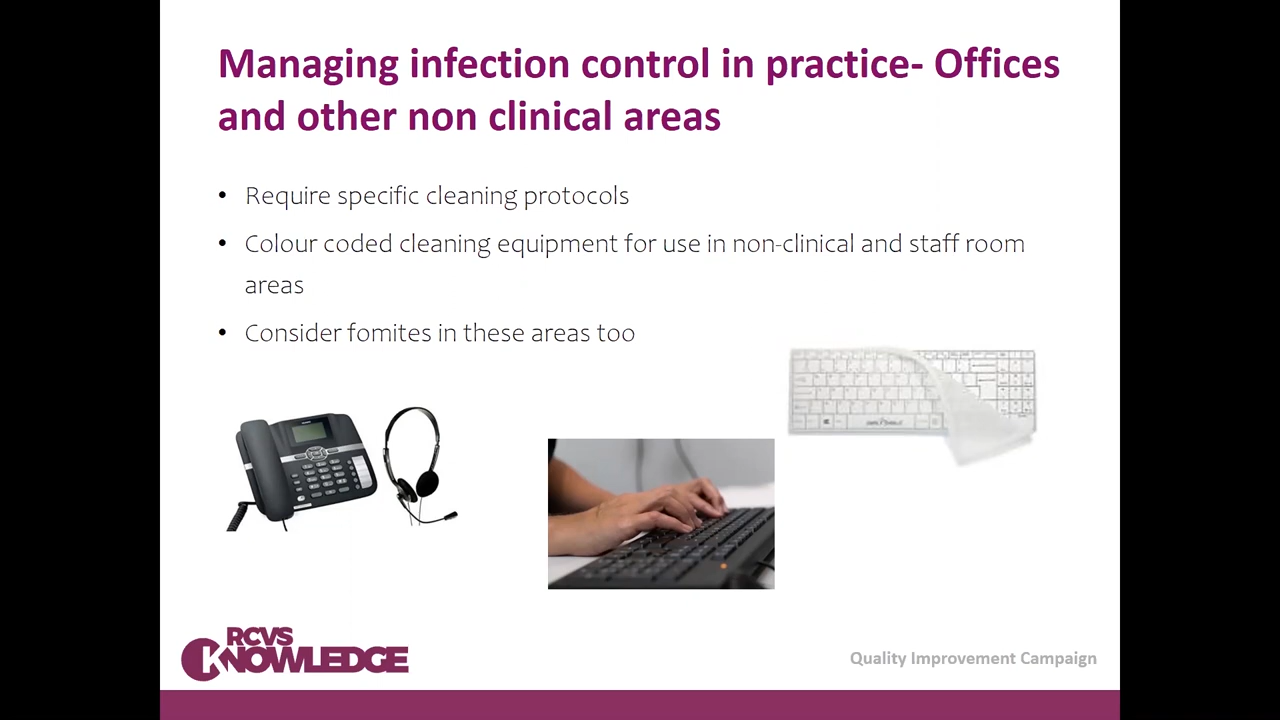 Managing infection control in practice- Offices
and other non clinical areas
• Require specific cleaning protocols
• Colour coded cleaning equipment for use in non-clinical and staff room
areas
• Consider fomites in these areas too
RCVS
KNOWLEDGE
Quality Improvement Campaign